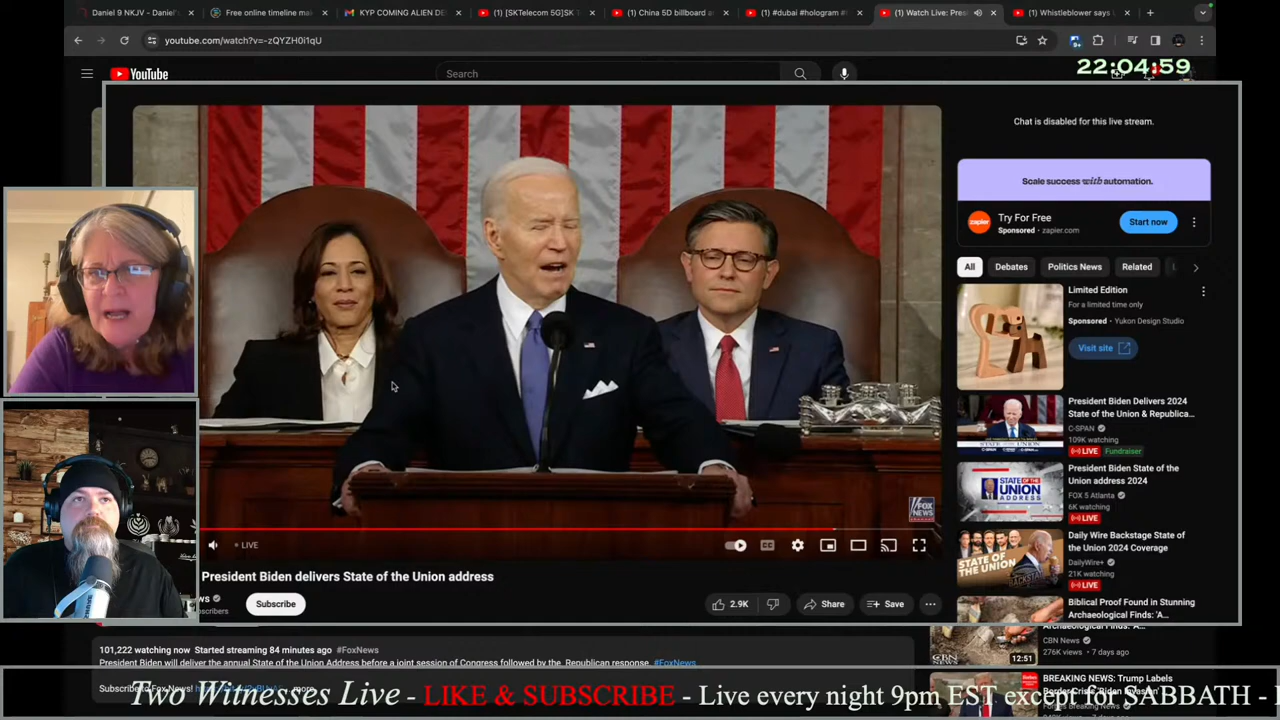 Daniel 9 NKJV - Daniel'
Free online timeline mak
KYP COMING ALIEN DE
(1) [SKTelecom 5G]SK
China 5D billboard a
(1) #dubai #hologram #
(1) Watch Live: Pres
(1) Whistleblower says
youtube.com/watch?v=-zQYZH0i1qU
YouTube
Search
22:04:59
Chat is disabled for this live stream.
Scale success with automation.
Try For Free
Sponsored · zapier.com
zapier
Start now
All
Debates
Politics News
Related
Limited Edition
For a limited time only
Sponsored · Yukon Design Studio
Visit site
President Biden Delivers 2024
State of the Union & Republica...
C-SPAN
109K watching
LIVE
Fundraiser
STATE OF THE
UNION
ADDRESS
President Biden State of the
Union address 2024
FOX 5 Atlanta
6K watching
LIVE
STATE OF
THE UNION
BACKSTAGE
Daily Wire Backstage State of
the Union 2024 Coverage
DailyWire+
21K watching
LIVE
Biblical Proof Found in Stunning
Archaeological Finds: 'A...
CBN News
276K views · 7 days ago
12:51
BREAKING NEWS: Trump Labels
FOX
NEWS
LIVE
President Biden delivers State of the Union address
ws
scribers
Subscribe
2.9K
Share
Save
101,222 watching now Started streaming 84 minutes ago #FoxNews
President Biden will deliver the annual State of the Union Address before a joint session of Congress followed by the Republican response. #FoxNews
Two Witnesses Live - LIKE & SUBSCRIBE - Live every night 9pm EST except for SABBATH -